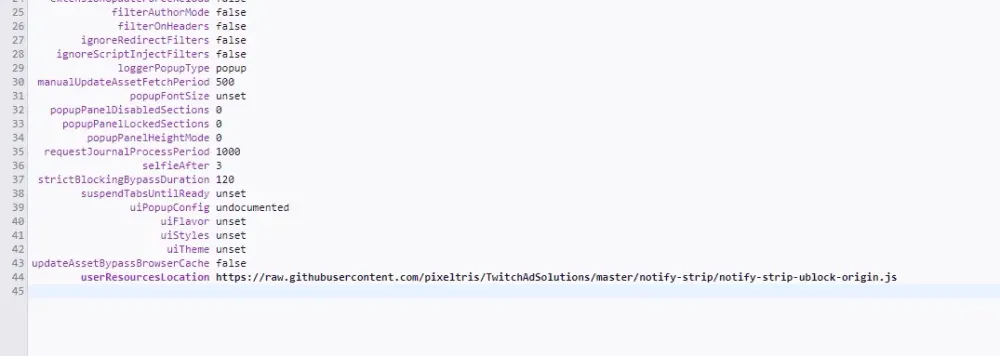 25 filterAuthorMode false
26 filterOnHeaders false
27 ignoreRedirectFilters false
28 ignoreScriptInjectFilters false
29 loggerPopupType popup
30 manualUpdateAssetFetchPeriod 500
31 popupFontSize unset
32 popupPanelDisabledSections 0
33 popupPanelLockedSections 0
34 popupPanelHeightMode 0
35 requestJournalProcessPeriod 1000
36 selfieAfter 3
37 strictBlockingBypassDuration 120
38 suspendTabsUntilReady unset
39 uiPopupConfig undocumented
40 uiFlavor unset
41 uiStyles unset
42 uiTheme unset
43 updateAssetBypassBrowserCache false
44 userResourcesLocation https://raw.githubusercontent.com/pixeltris/TwitchAdSolutions/master/notify-strip/notify-strip-ublock-origin.js
45